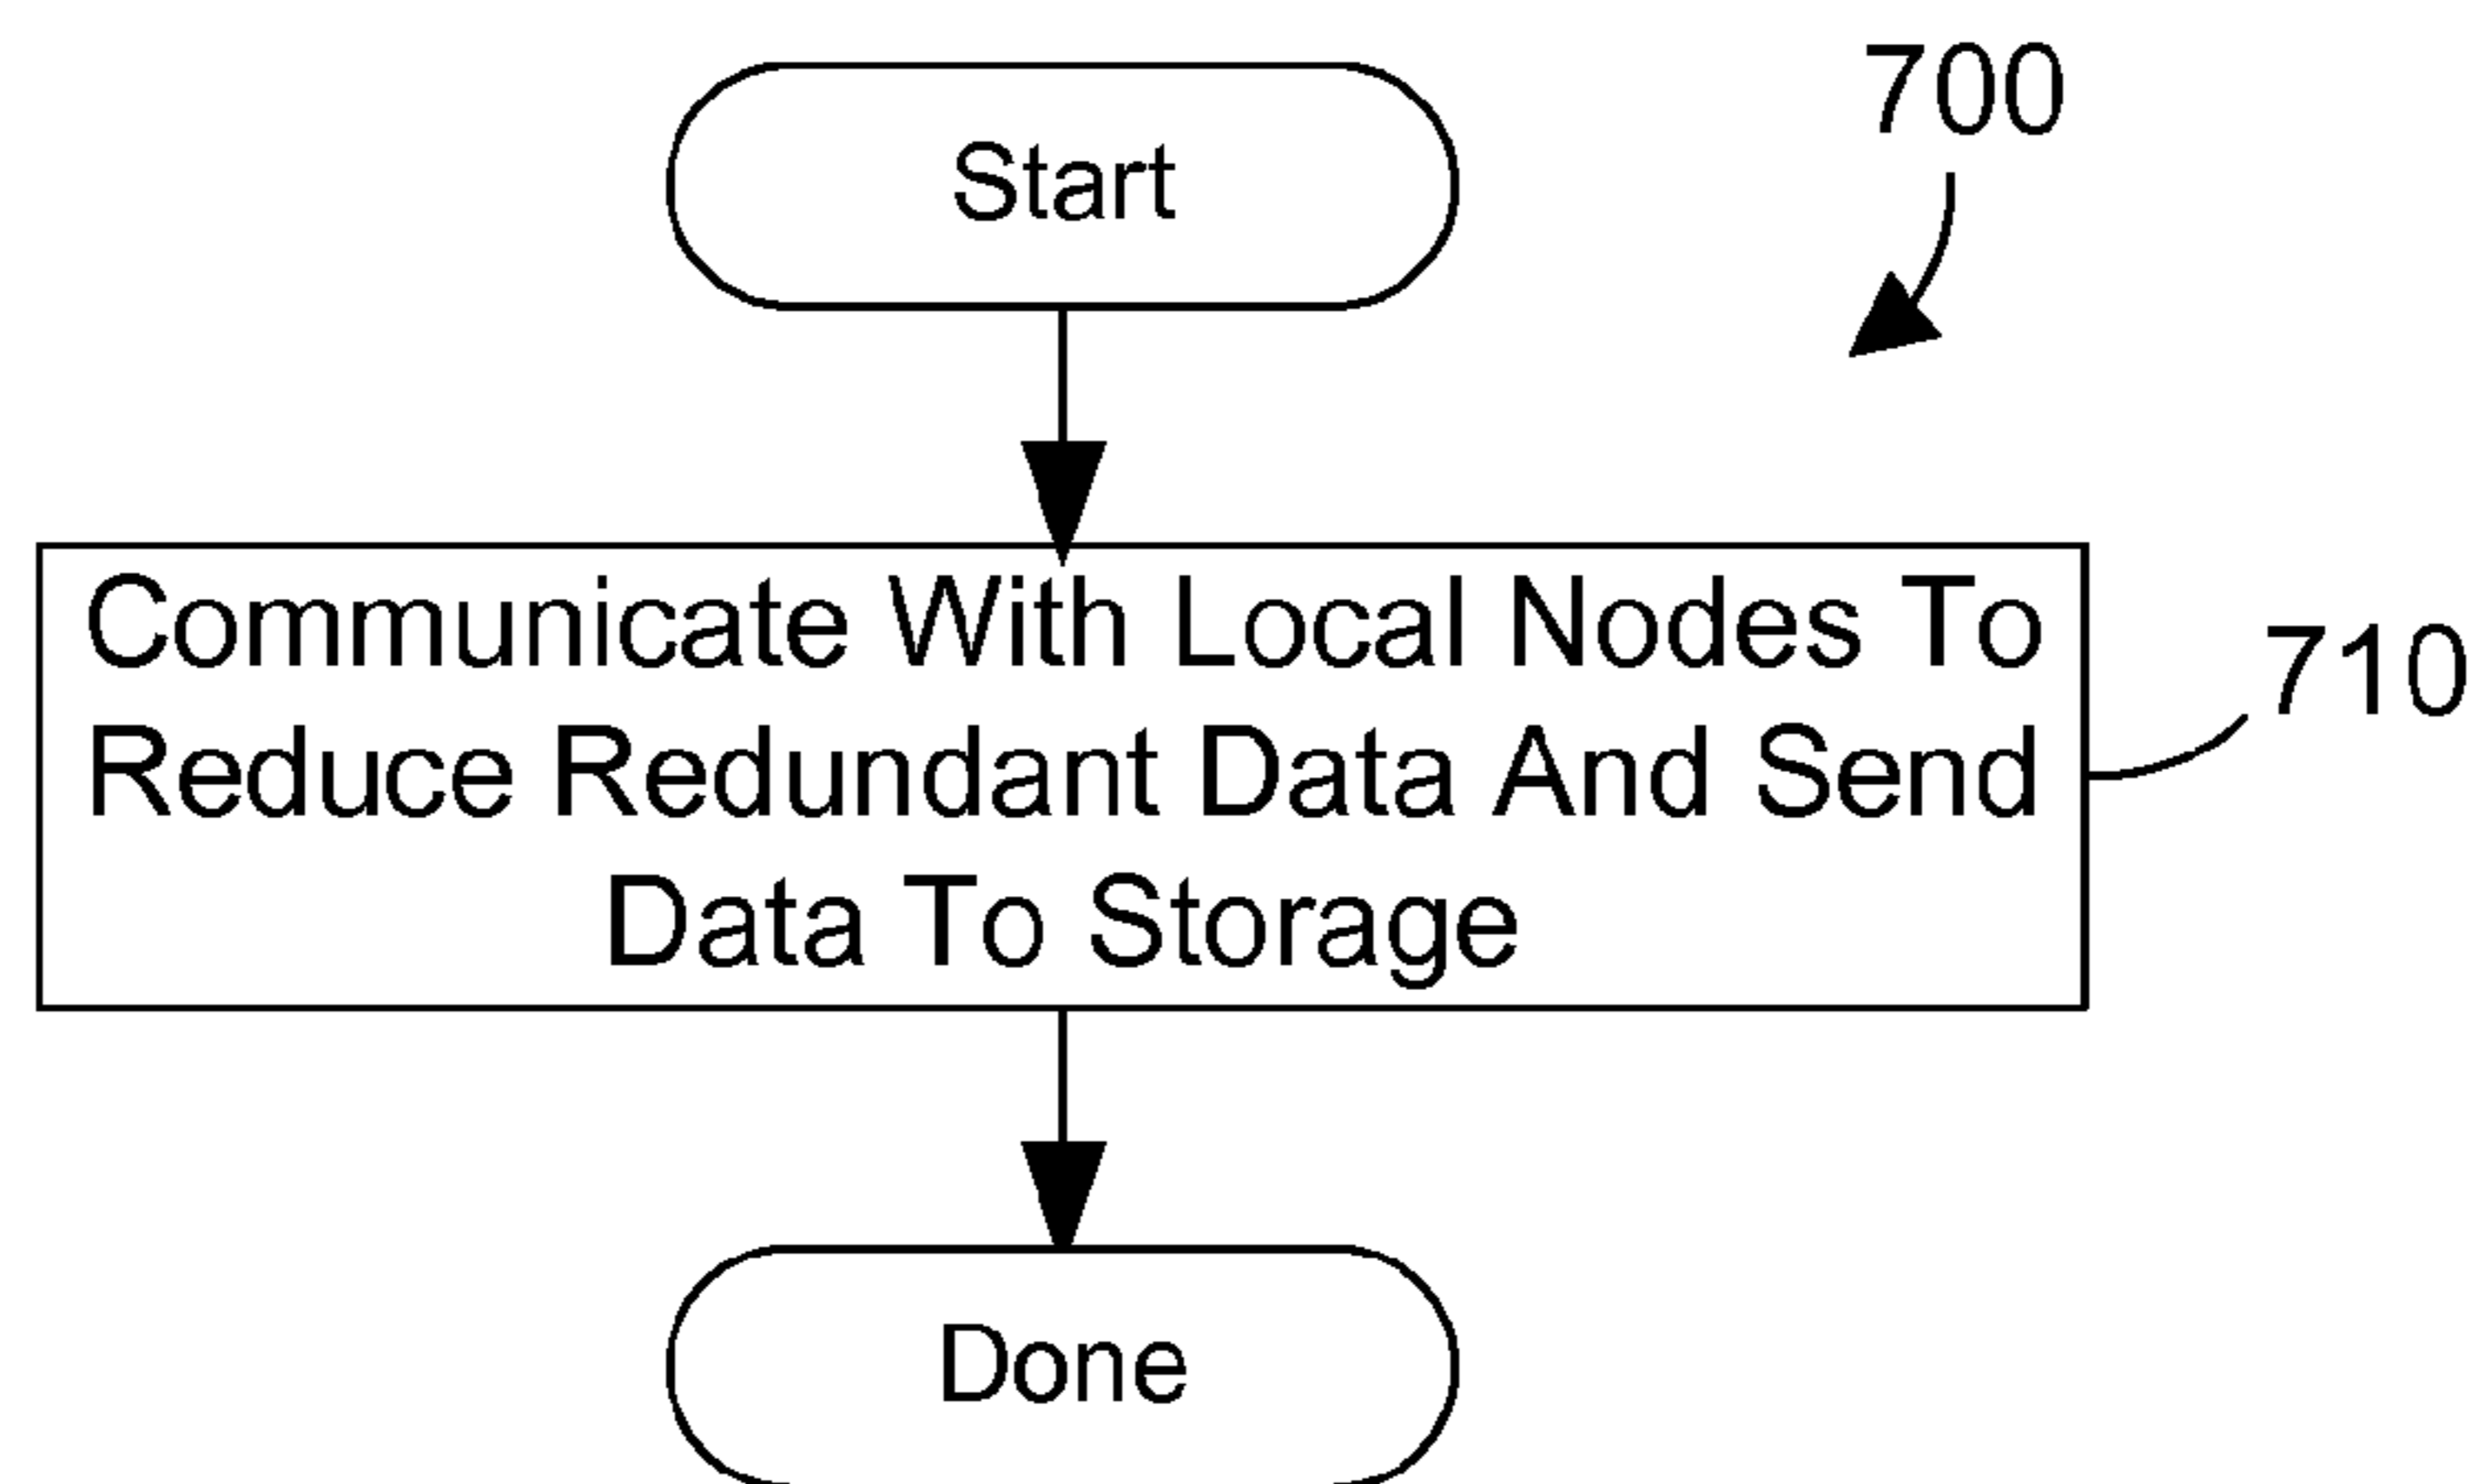 700
Start
Communicate With Local Nodes To
Reduce Redundant Data And Send
Data To Storage
710
Done